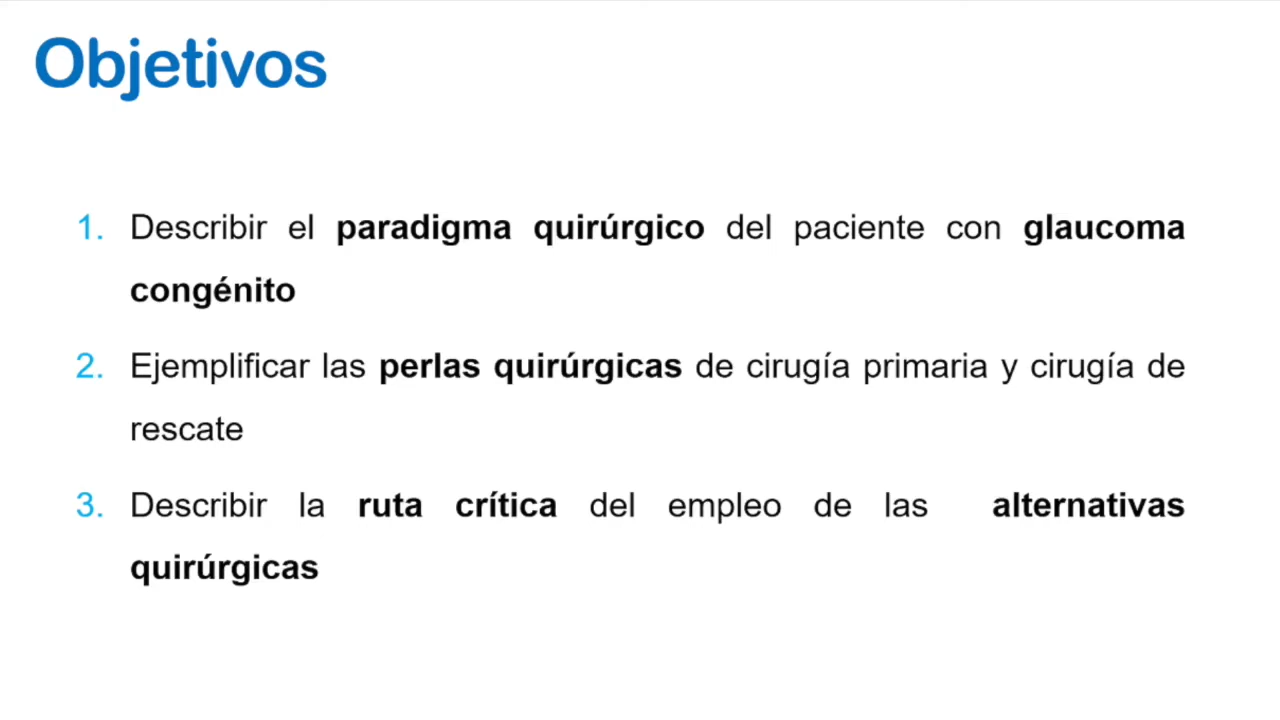 Objetivos
1. Describir el paradigma quirúrgico del paciente con glaucoma
congénito
2. Ejemplificar las perlas quirúrgicas de cirugía primaria y cirugía de
rescate
3. Describir la ruta crítica del empleo de las alternativas
quirúrgicas